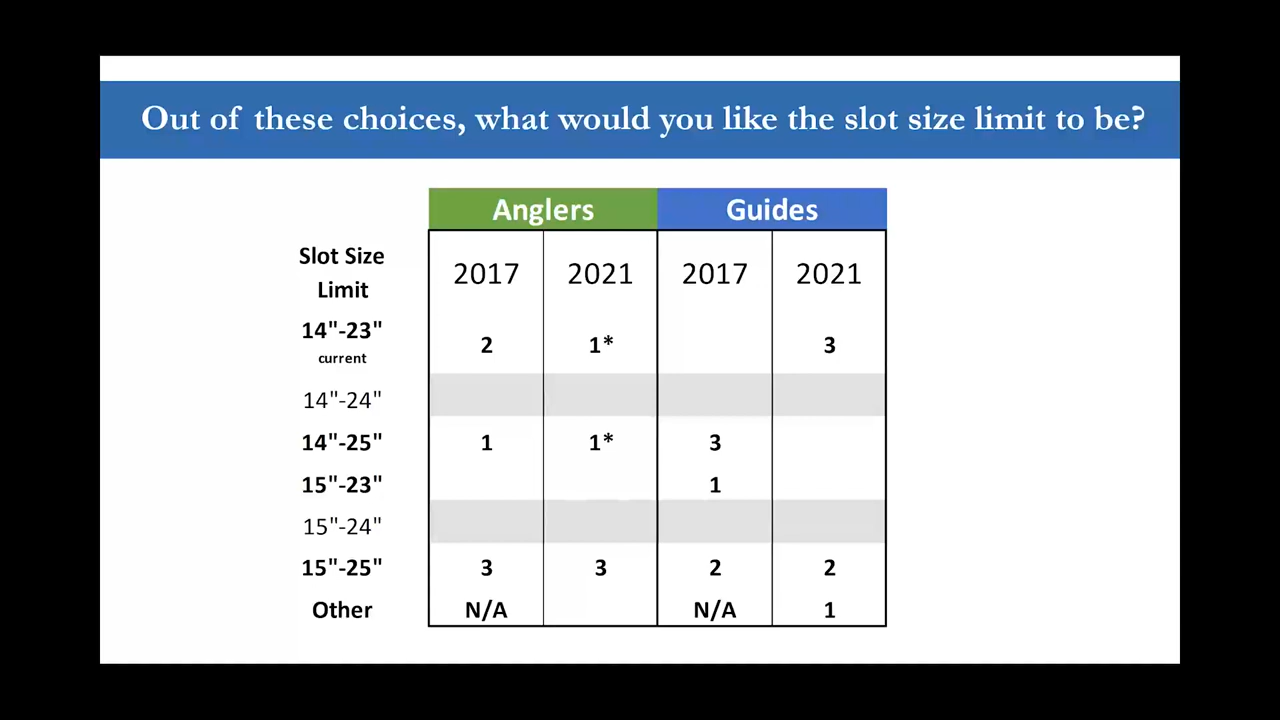 Out of these choices, what would you like the slot size limit to be?
Anglers Guides
Slot Size
Limit
2017 2021 2017 2021
14"-23"
current
2 1* 3
14"-24"
14"-25" 1 1* 3
15"-23" 1
15"-24"
15"-25" 3 3 2 2
Other N/A N/A 1